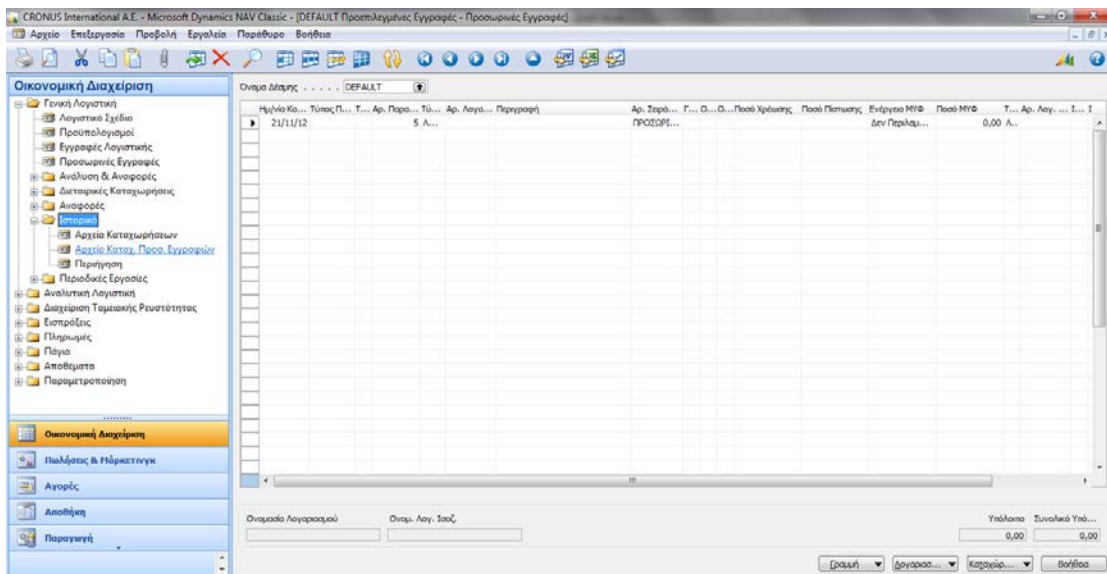 CRONUS International A.E. - Microsoft Dynamics NAV Classic - [DEFAULT Προεπιλεγμένες Εγγραφές - Προσωρινές Εγγραφές]
Αρχείο Επεξεργασία Προβολή Εργαλεία Παράθυρο Βοήθεια
Οικονομική Διαχείριση
Γενική Λογιστική
Λογιστικό Σχέδιο
Προϋπολογισμοί
Εγγραφές Λογιστικής
Προσωρινές Εγγραφές
Ανάλυση & Αναφορές
Διεταιρικές Καταχωρήσεις
Αναφορές
Ιστορικό
Αρχεία Καταχωρήσεων
Αρχείο Καταχ. Προσ. Εγγραφών
Περιήγηση
Περιοδικές Εργασίες
Αναλυτική Λογιστική
Διαχείριση Ταμειακής Ρευστότητας
Εισπράξεις
Πληρωμές
Πάγια
Αποθέματα
Παραμετροποίηση
Οικονομική Διαχείριση
Πωλήσεις & Μάρκετινγκ
Αγορές
Αποθήκη
Παραγωγή
Όνομα Δέσμης . . . . . DEFAULT
Ημ/νία Κα... Τύπος Π... Τ... Αρ. Παρα... Τύ... Αρ. Λογα... Περιγραφή Αρ. Σειρά... Γ... Ο... Ο... Ποσό Χρέωσης Ποσό Πίστωσης Ενέργεια ΜΥΦ Ποσό ΜΥΦ Τ... Αρ. Λογ. ... Ι... Ι
21/11/12 5 Λ... ΠΡΟΣΩΡΙ... Δεν Περιλαμ... 0,00 Λ...
Ονομασία Λογαριασμού Ονομ. Λογ. Ισοζ. Υπόλοιπο Συνολικό Υπό...
0,00 0,00
Γραμμή Λογαριασ... Καταχώρ... Βοήθεια